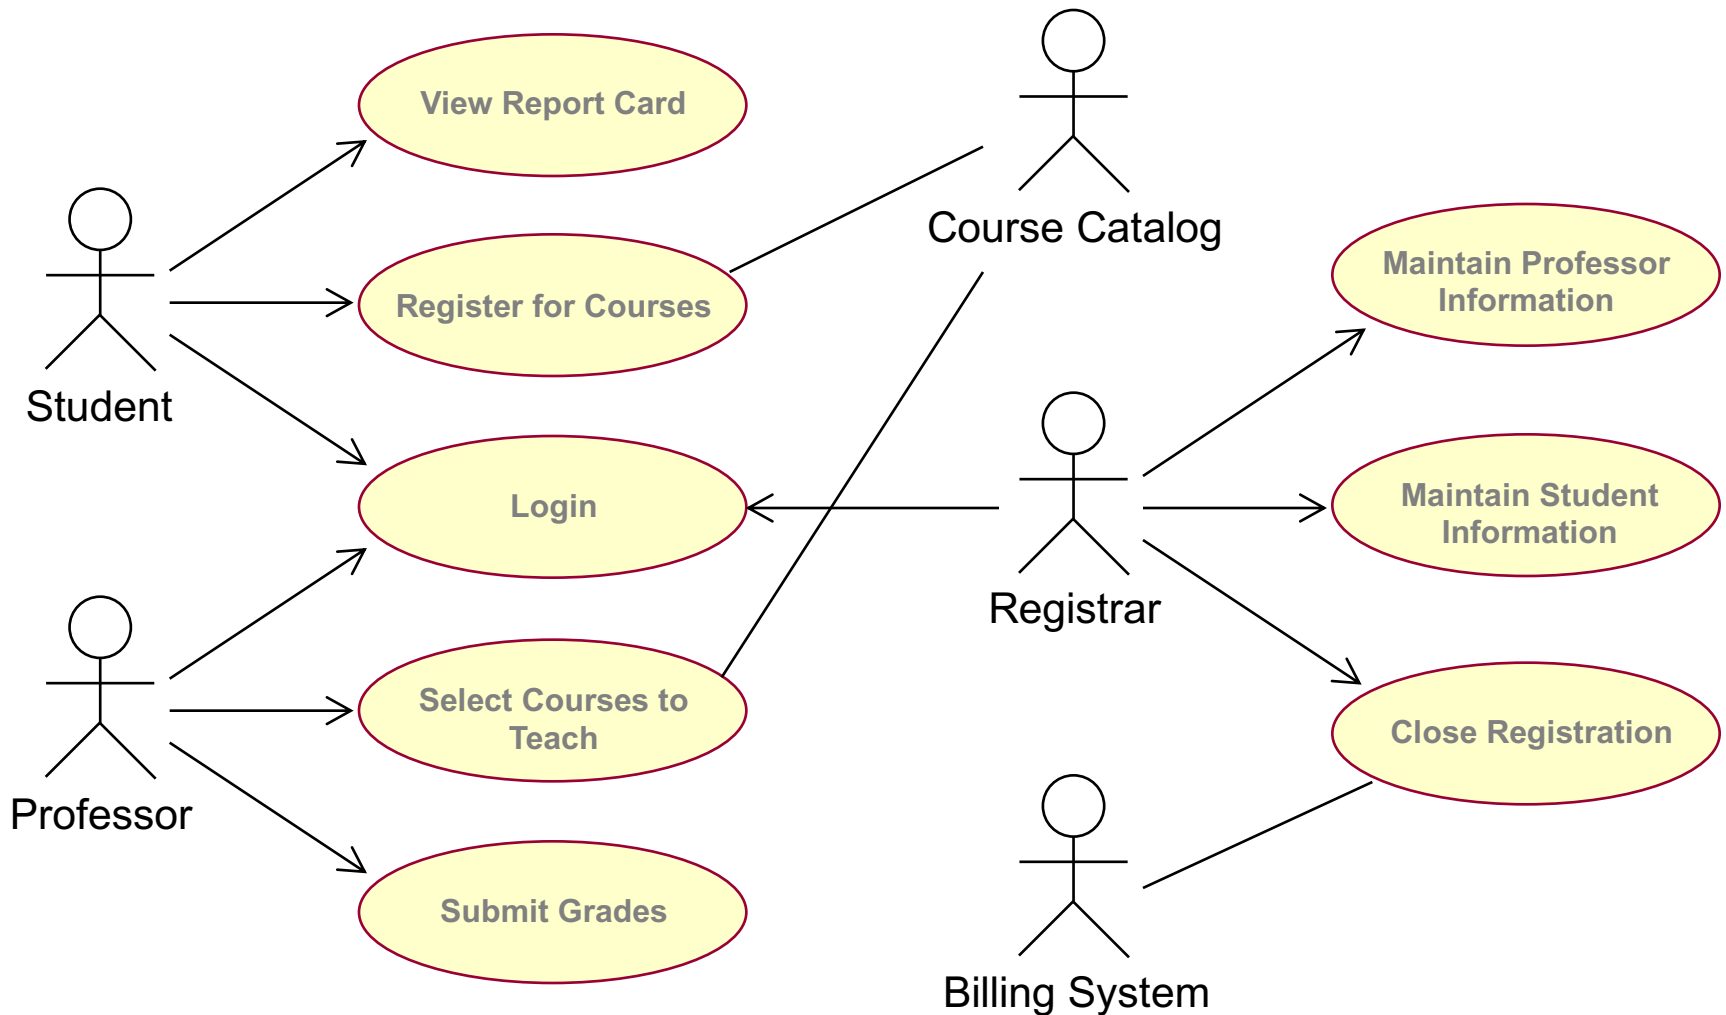 View Report Card
Course Catalog
Register for Courses
Student
Maintain Professor
Information
Login
Maintain Student
Information
Registrar
Select Courses to
Teach
Professor
Close Registration
Submit Grades
Billing System